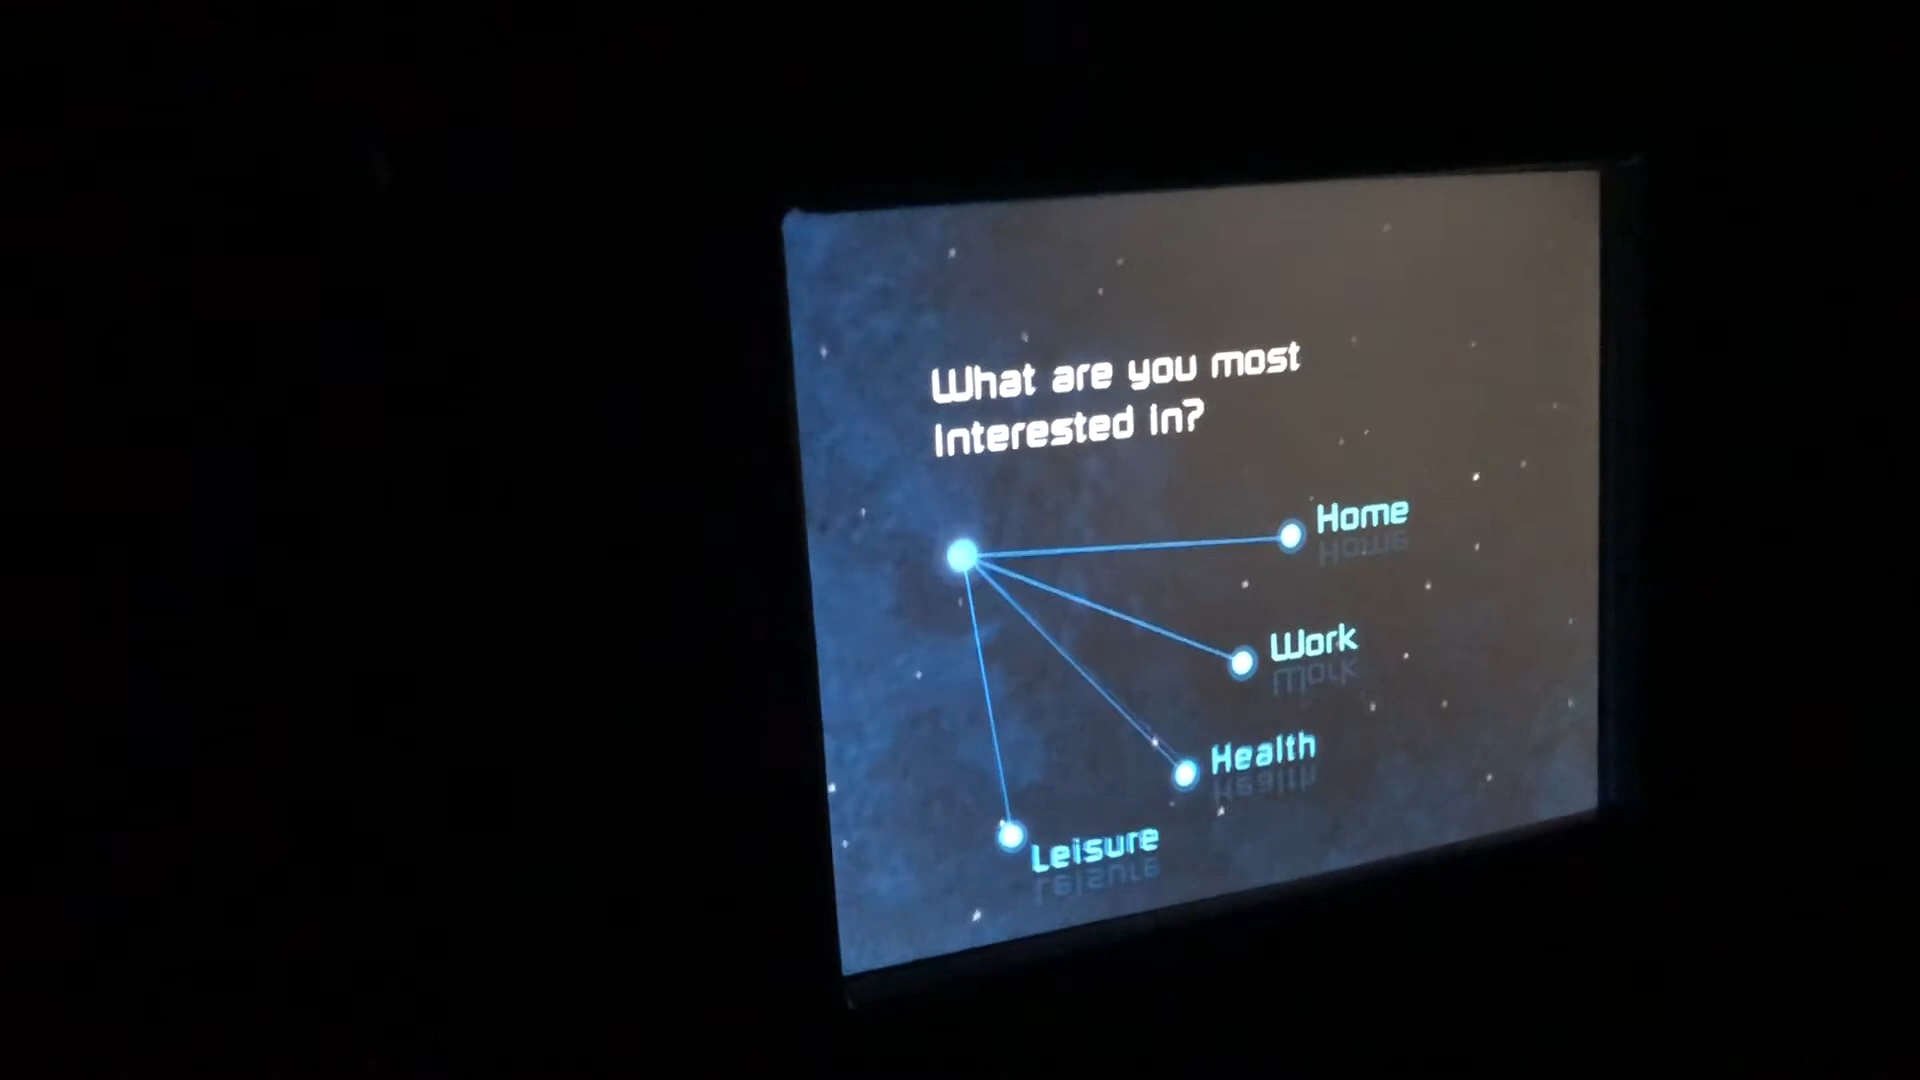 What are you most
interested in?
Home
Work
Health
Leisure